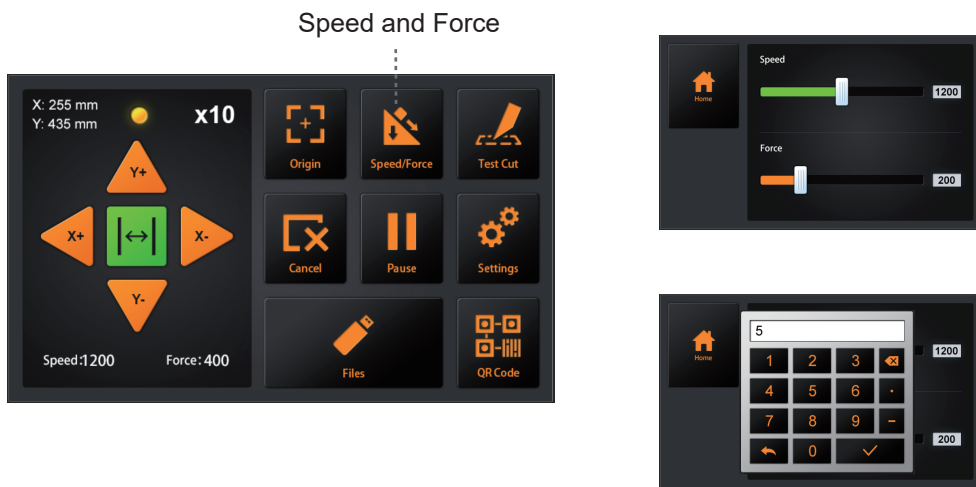 Speed and Force
X: 255 mm
Y: 435 mm
x10
Y+
X+
X-
Y-
Speed:1200
Force: 400
Origin
Speed/Force
Test Cut
Cancel
Pause
Settings
Files
QR Code
Home
Speed
1200
Force
200
Home
5
1 2 3
4 5 6 ·
7 8 9 -
0
1200
200